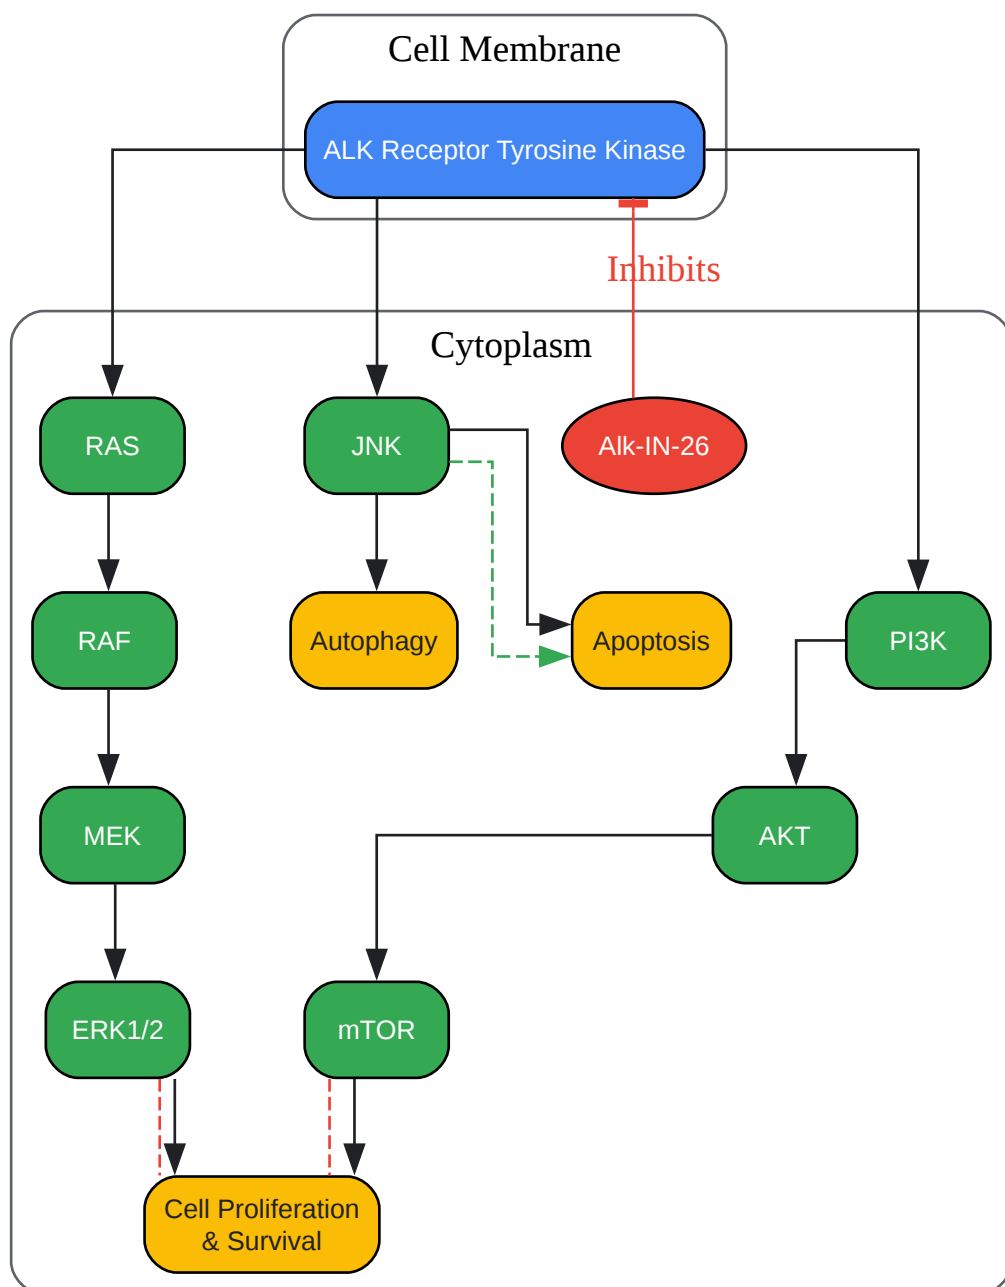 Cell Membrane
ALK Receptor Tyrosine Kinase
Inhibits
Cytoplasm
RAS
JNK
Alk-IN-26
RAF
Autophagy
Apoptosis
PI3K
MEK
AKT
ERK1/2
mTOR
Cell Proliferation
& Survival